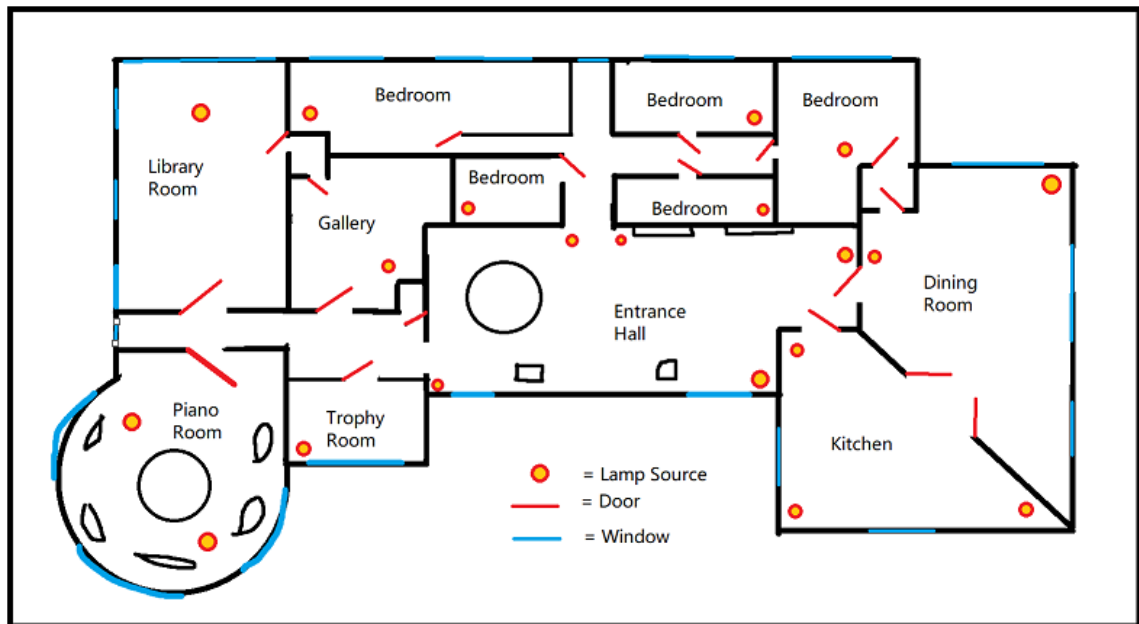 Bedroom
Bedroom
Bedroom
Library
Room
Bedroom
Bedroom
Gallery
Entrance
Hall
Dining
Room
Piano
Room
Trophy
Room
Kitchen
= Lamp Source
= Door
= Window